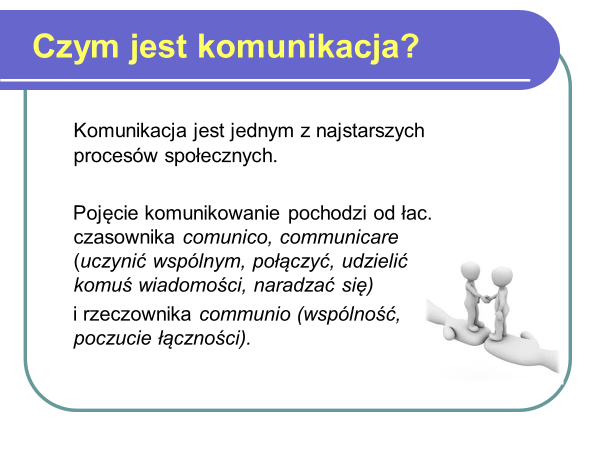 Czym jest komunikacja?
Komunikacja jest jednym z najstarszych
procesów społecznych.
Pojęcie komunikowanie pochodzi od łac.
czasownika comunico, communicare
(uczynić wspólnym, połączyć, udzielić
komuś wiadomości, naradzać się)
i rzeczownika communio (wspólność,
poczucie łączności).